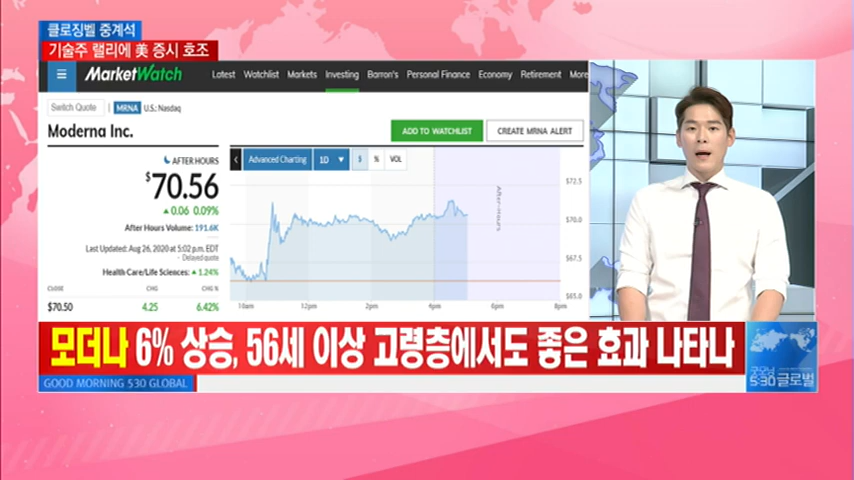 클로징벨 중계석
기술주 랠리에 美 증시 호조
MarketWatch Latest Watchlist Markets Investing Barron's Personal Finance Economy Retirement More
Switch Quote | MRNA U.S.: Nasdaq
Moderna Inc.
ADD TO WATCHLIST CREATE MRNA ALERT
AFTER HOURS
$70.56
0.06 0.09%
After Hours Volume: 191.6K
Last Updated: Aug 26, 2020 at 5:02 p.m. EDT
Delayed quote
Health Care/Life Sciences: 1.24%
CLOSE CHG CHG %
$70.50 4.25 6.42%
Advanced Charting 1D $ % VOL
After Hours
$72.5
$70.0
$67.5
$65.0
10am 12pm 2pm 4pm 6pm 8pm
모더나 6% 상승, 56세 이상 고령층에서도 좋은 효과 나타나
GOOD MORNING 530 GLOBAL
굿모닝
5:30 글로벌